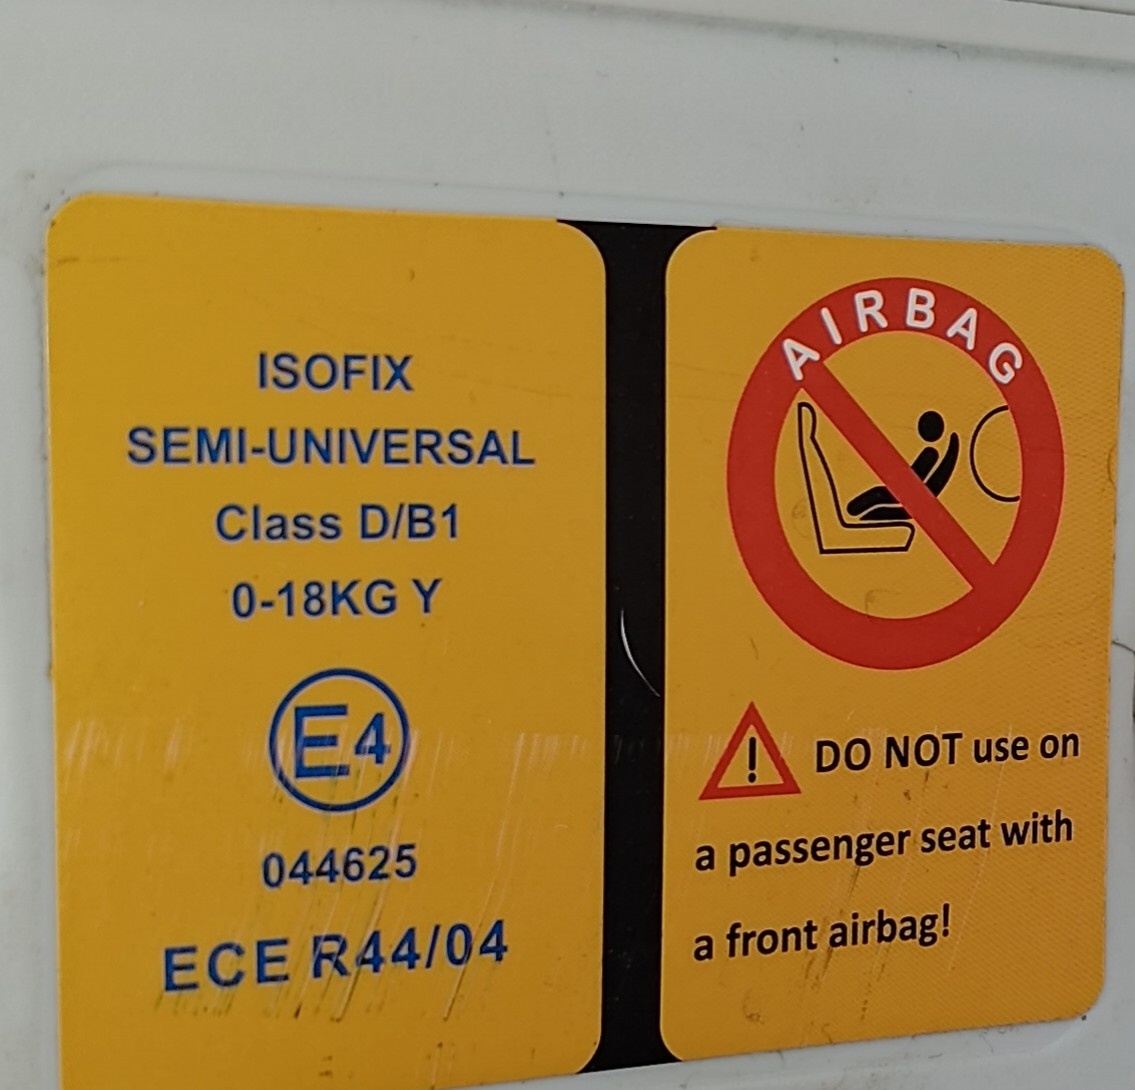 ISOFIX
SEMI-UNIVERSAL
Class D/B1
0-18KG Y
E4
044625
ECE R44/04
AIRBAG
! DO NOT use on
a passenger seat with
a front airbag!